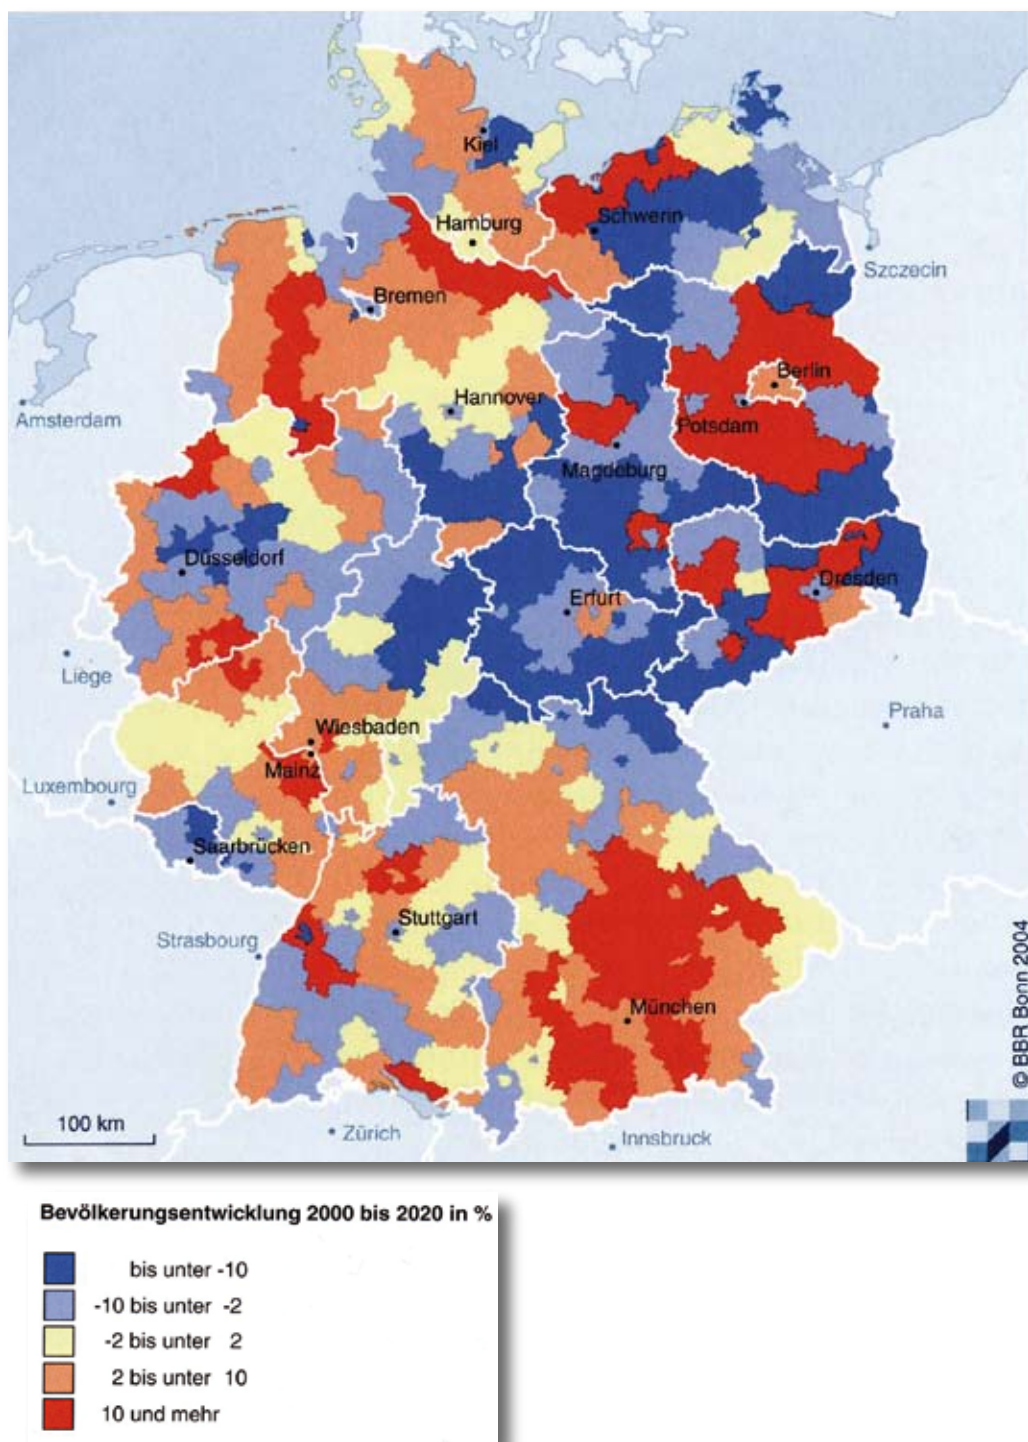 Kiel
Hamburg
Schwerin
Szczecin
Bremen
Berlin
Amsterdam
Hannover
Potsdam
Magdeburg
Düsseldorf
Dresden
Erfurt
Liège
Praha
Wiesbaden
Mainz
Luxembourg
Saarbrücken
Stuttgart
Strasbourg
München
© BBR Bonn 2004
100 km
Zürich
Innsbruck
Bevölkerungsentwicklung 2000 bis 2020 in %
bis unter -10
-10 bis unter -2
-2 bis unter 2
2 bis unter 10
10 und mehr